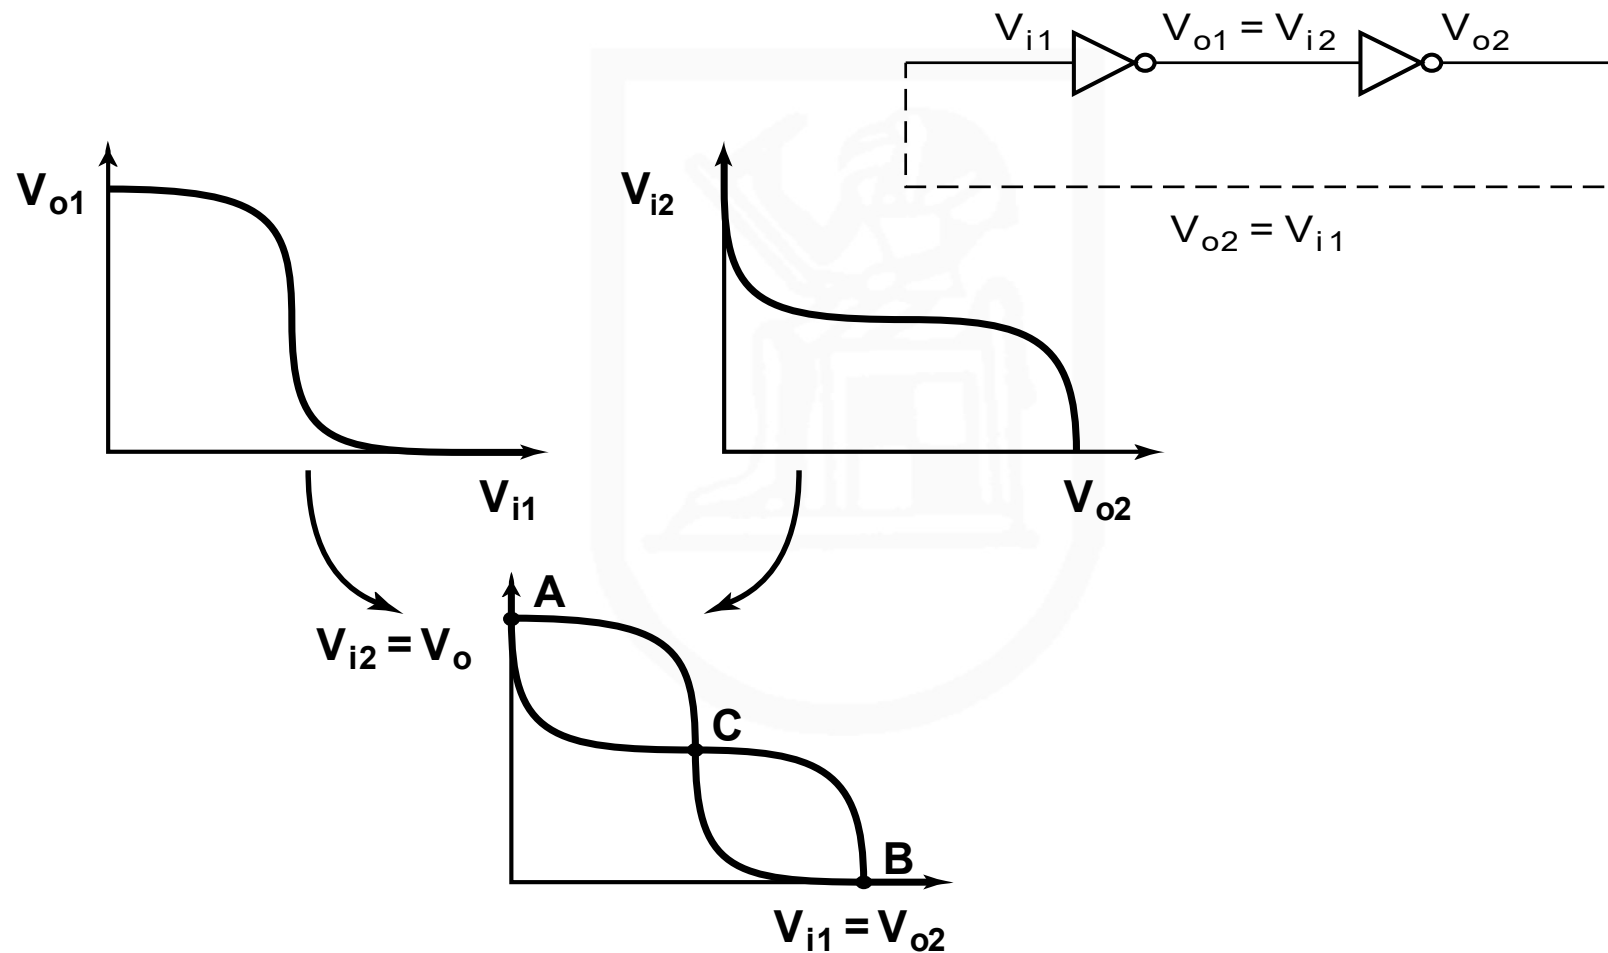 V_i1 V_o1 = V_i2 V_o2
V_o2 = V_i1
V_o1
V_i1
V_i2
V_o2
A
V_i2 = V_o
C
B
V_i1 = V_o2